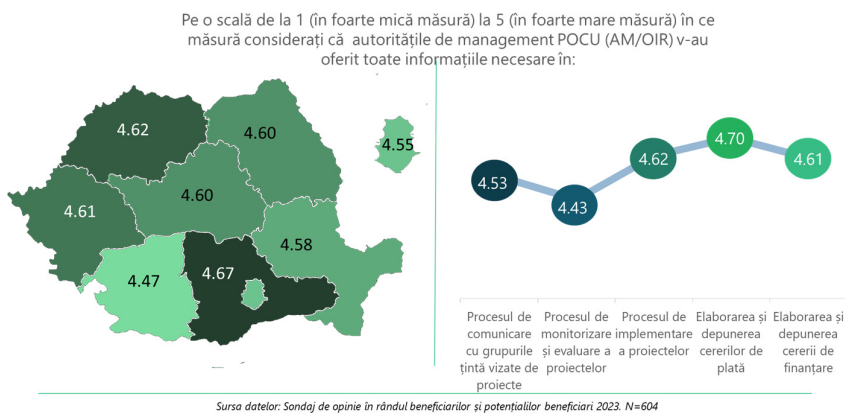 Pe o scală de la 1 (în foarte mică măsură) la 5 (în foarte mare măsură) în ce
măsură considerați că autoritățile de management POCU (AM/OIR) v-au
oferit toate informațiile necesare în:
4.62
4.60
4.55
4.60
4.61
4.58
4.47
4.67
4.53
4.43
4.62
4.70
4.61
Procesul de
comunicare
cu grupurile
țintă vizate de
proiecte
Procesul de
monitorizare
și evaluare a
proiectelor
Procesul de
implementare
a proiectelor
Elaborarea și
depunerea
cererilor de
plată
Elaborarea și
depunerea
cererii de
finanțare
Sursa datelor: Sondaj de opinie în rândul beneficiarilor și potențialilor beneficiari 2023. N=604